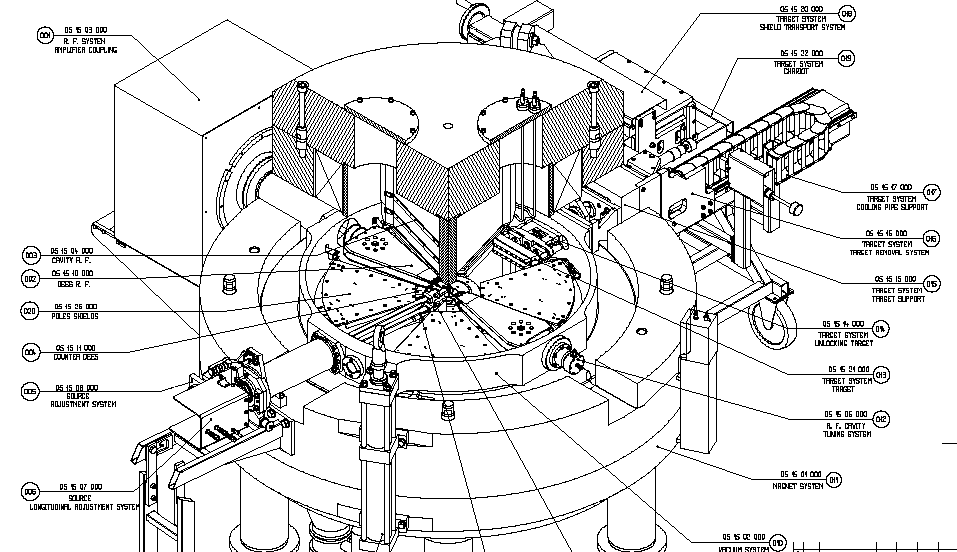 001
05 15 03 000
R. F. SYSTEM
AMPLIFIER COUPLING
003
05 15 04 000
CAVITY R. F.
002
05 15 10 000
DEES R. F.
020
05 15 26 000
POLES SHIELDS
004
05 15 11 000
COUNTER DEES
005
05 15 08 000
SOURCE
ADJUSTMENT SYSTEM
006
05 15 07 000
SOURCE
LONGITUDINAL ADJUSTMENT SYSTEM
05 15 20 000
018
TARGET SYSTEM
SHIELD TRANSPORT SYSTEM
05 15 22 000
019
TARGET SYSTEM
CHARIOT
05 15 17 000
017
TARGET SYSTEM
COOLING PIPE SUPPORT
05 15 16 000
016
TARGET SYSTEM
TARGET REMOVAL SYSTEM
05 15 15 000
015
TARGET SYSTEM
TARGET SUPPORT
05 15 14 000
014
TARGET SYSTEM
UNLOCKING TARGET
05 15 21 000
013
TARGET SYSTEM
TARGET
05 15 05 000
012
R. F. CAVITY
TUNING SYSTEM
05 15 01 000
011
MAGNET SYSTEM
05 15 02 000
010
VACUUM SYSTEM